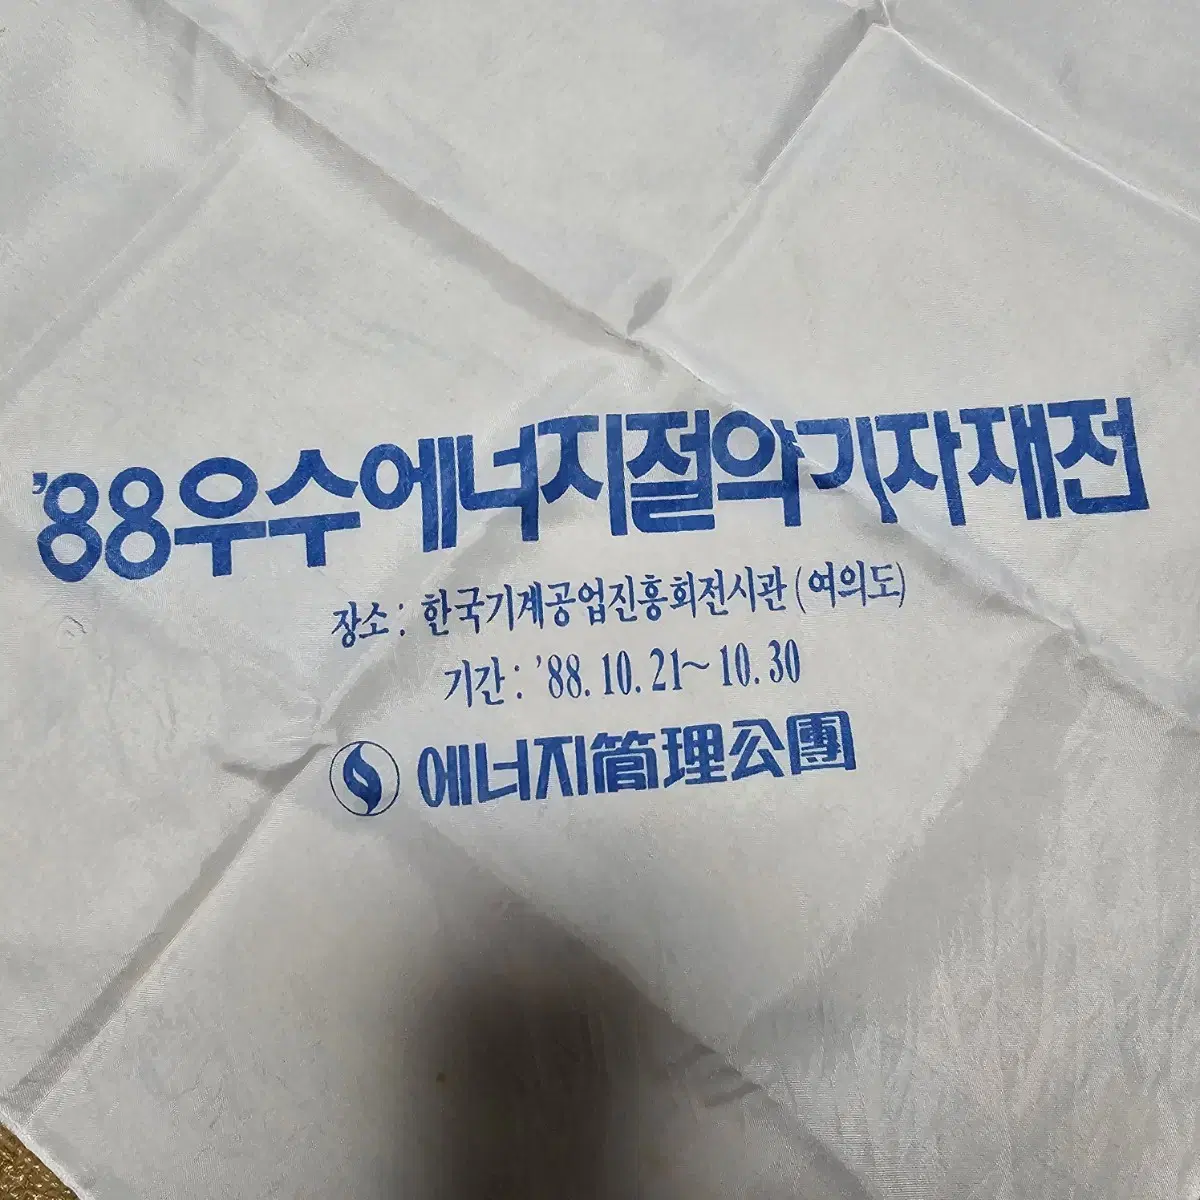 '88우수에너지절약기자재전
장소 : 한국기계공업진흥회전시관 (여의도)
기간 : '88. 10. 21~ 10. 30
에너지管理公團